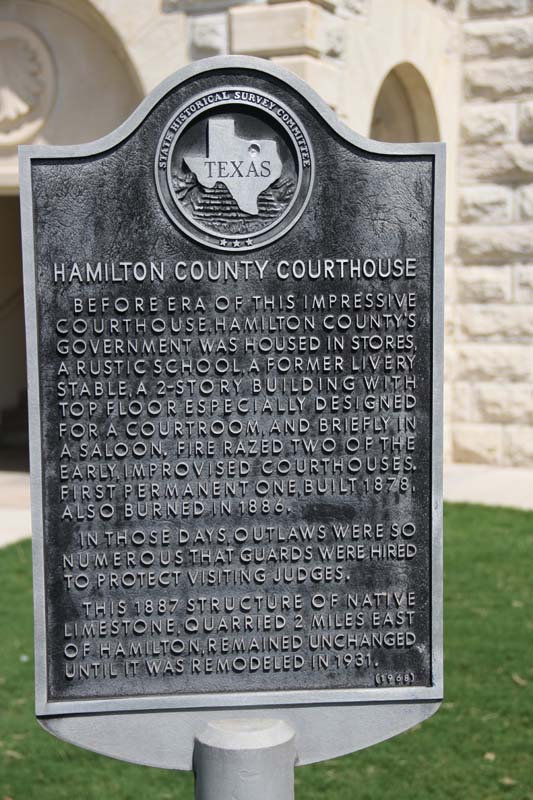 STATE HISTORICAL SURVEY COMMITTEE
TEXAS
HAMILTON COUNTY COURTHOUSE
BEFORE ERA OF THIS IMPRESSIVE
COURTHOUSE, HAMILTON COUNTY'S
GOVERNMENT WAS HOUSED IN STORES,
A RUSTIC SCHOOL, A FORMER LIVERY
STABLE, A 2-STORY BUILDING WITH
TOP FLOOR ESPECIALLY DESIGNED
FOR A COURTROOM, AND BRIEFLY IN
A SALOON. FIRE RAZED TWO OF THE
EARLY, IMPROVISED COURTHOUSES.
FIRST PERMANENT ONE, BUILT 1878,
ALSO BURNED IN 1886.
IN THOSE DAYS, OUTLAWS WERE SO
NUMEROUS THAT GUARDS WERE HIRED
TO PROTECT VISITING JUDGES.
THIS 1887 STRUCTURE OF NATIVE
LIMESTONE, QUARRIED 2 MILES EAST
OF HAMILTON, REMAINED UNCHANGED
UNTIL IT WAS REMODELED IN 1931.
(1968)